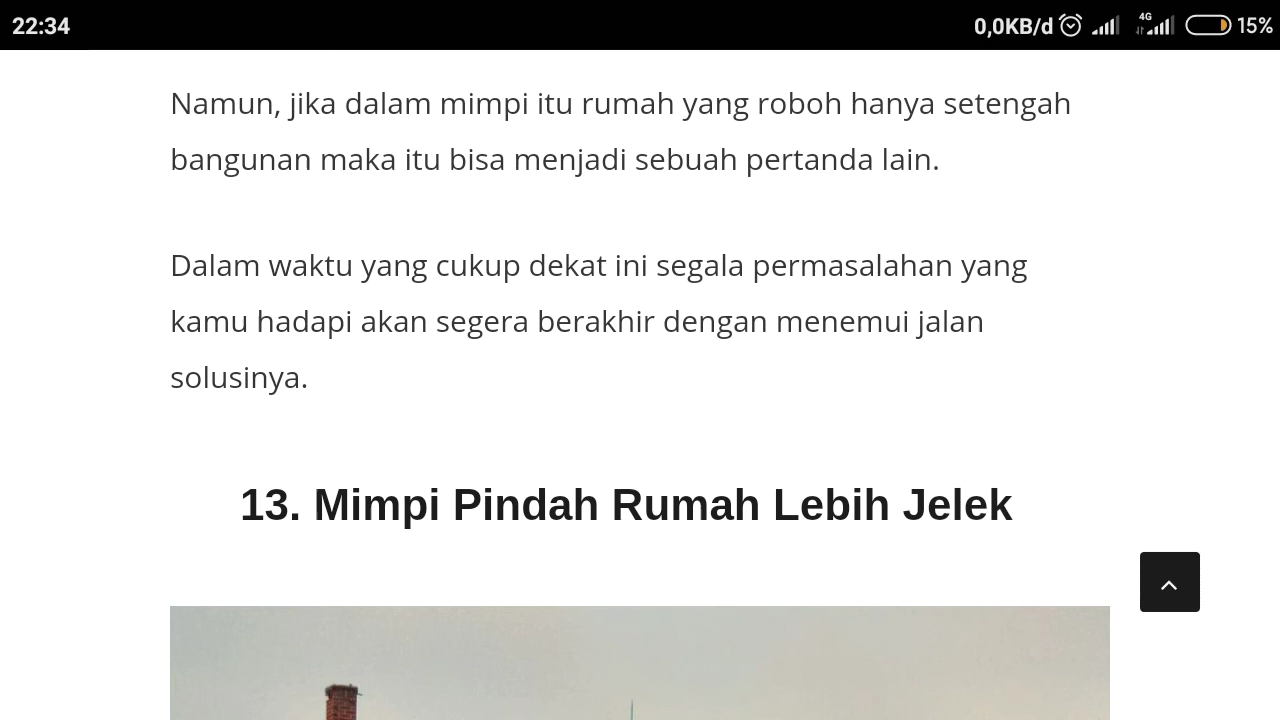 22:34
0,0KB/d 4G 15%
Namun, jika dalam mimpi itu rumah yang roboh hanya setengah
bangunan maka itu bisa menjadi sebuah pertanda lain.
Dalam waktu yang cukup dekat ini segala permasalahan yang
kamu hadapi akan segera berakhir dengan menemui jalan
solusinya.
13. Mimpi Pindah Rumah Lebih Jelek